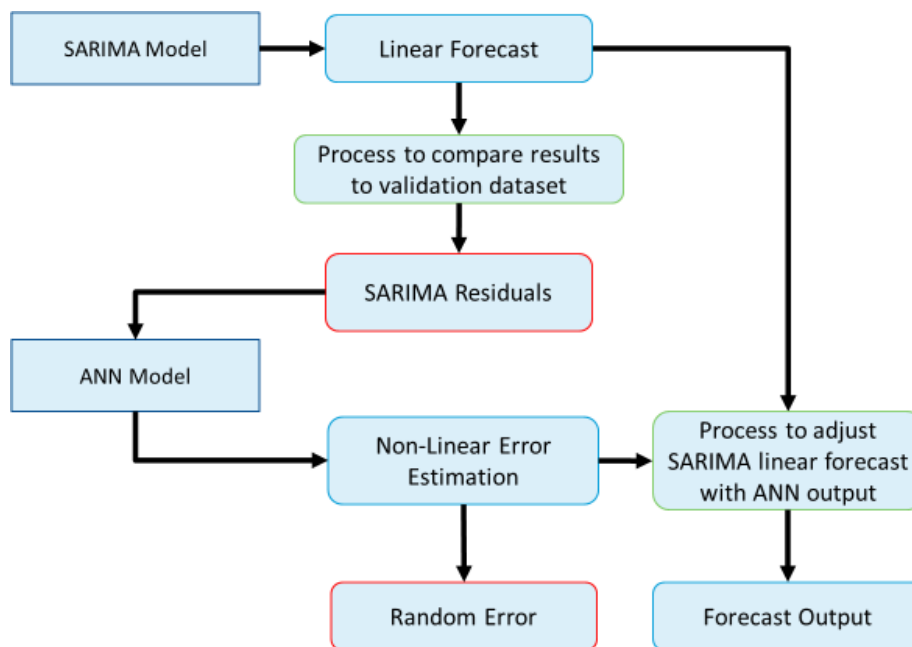 SARIMA Model
Linear Forecast
Process to compare results
to validation dataset
SARIMA Residuals
ANN Model
Non-Linear Error
Estimation
Process to adjust
SARIMA linear forecast
with ANN output
Random Error
Forecast Output